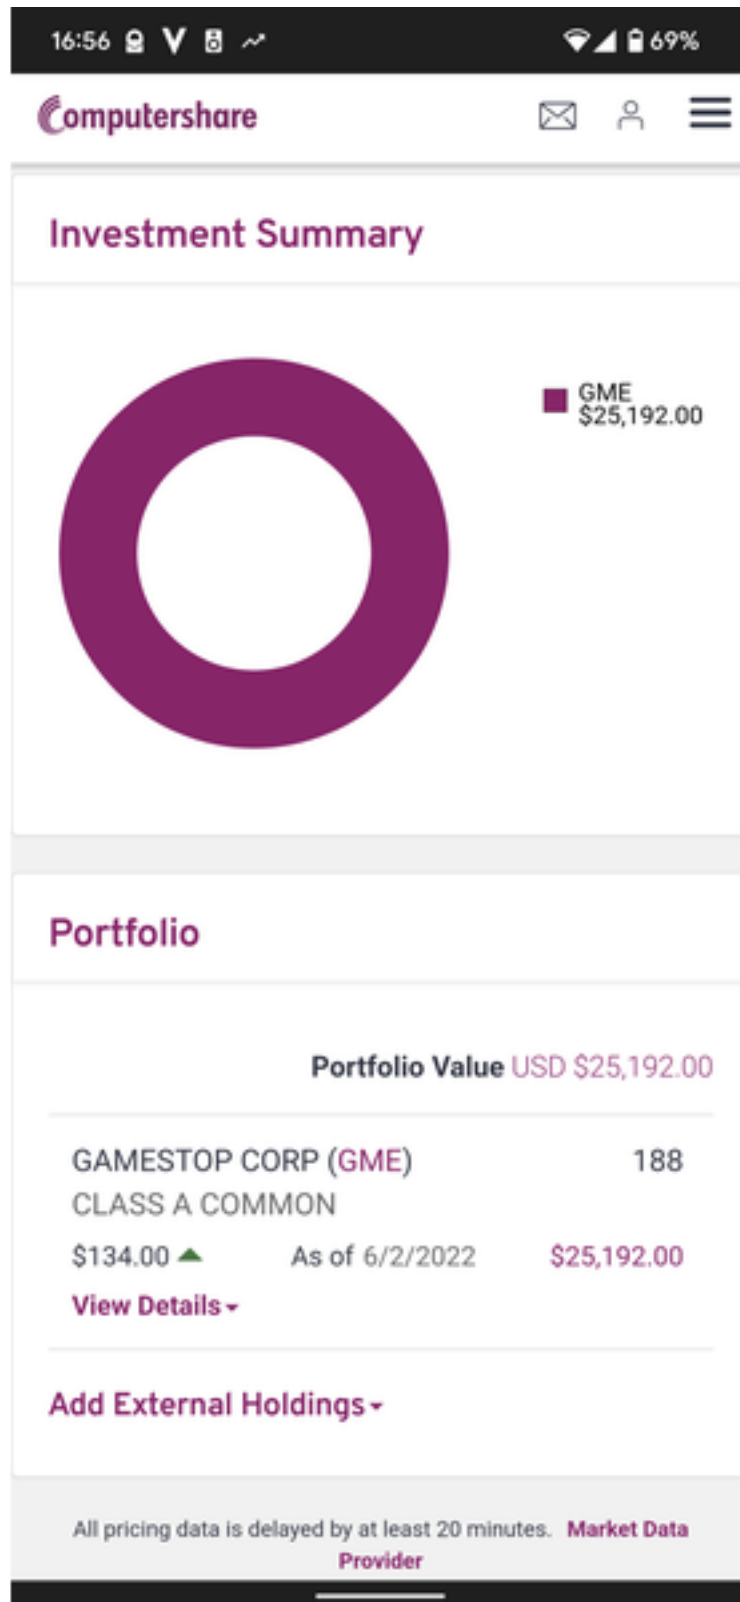 16:56 69%
Computershare
Investment Summary
GME
$25,192.00
Portfolio
Portfolio Value USD $25,192.00
GAMESTOP CORP (GME) 188
CLASS A COMMON
$134.00 As of 6/2/2022 $25,192.00
View Details
Add External Holdings
All pricing data is delayed by at least 20 minutes. Market Data
Provider